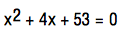 x² + 4x + 53 = 0